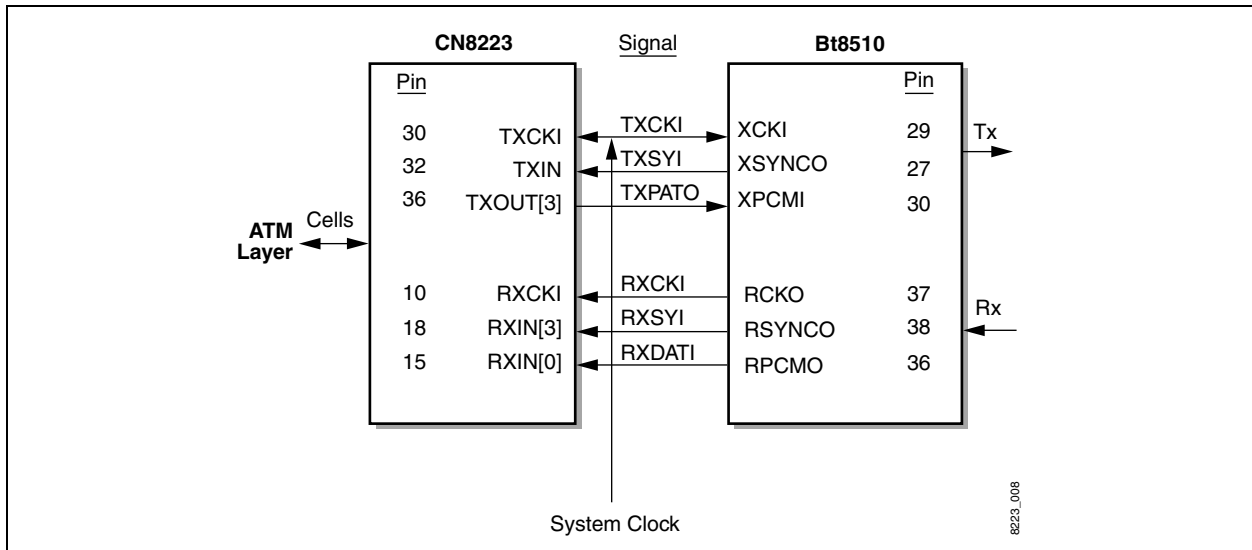 CN8223 Signal Bt8510
Pin Pin
30 TXCKI TXCKI XCKI 29 Tx
32 TXIN TXSYI XSYNCO 27
36 TXOUT[3] TXPATO XPCMI 30
ATM Layer Cells
10 RXCKI RXCKI RCKO 37 Rx
18 RXIN[3] RXSYI RSYNCO 38
15 RXIN[0] RXDATI RPCMO 36
System Clock
8223_008